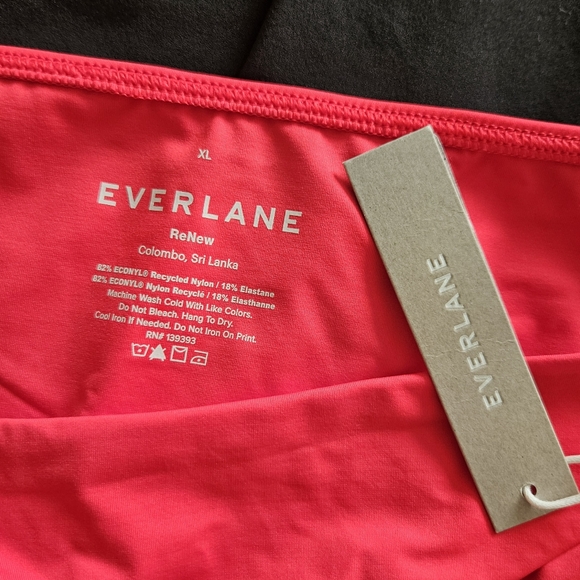 XL
EVERLANE
ReNew
Colombo, Sri Lanka
82% ECONYL® Recycled Nylon / 18% Elastane
82% ECONYL® Nylon Recyclé / 18% Elasthanne
Machine Wash Cold With Like Colors.
Do Not Bleach. Hang To Dry.
Cool Iron If Needed. Do Not Iron On Print.
RN# 139393
EVERLANE